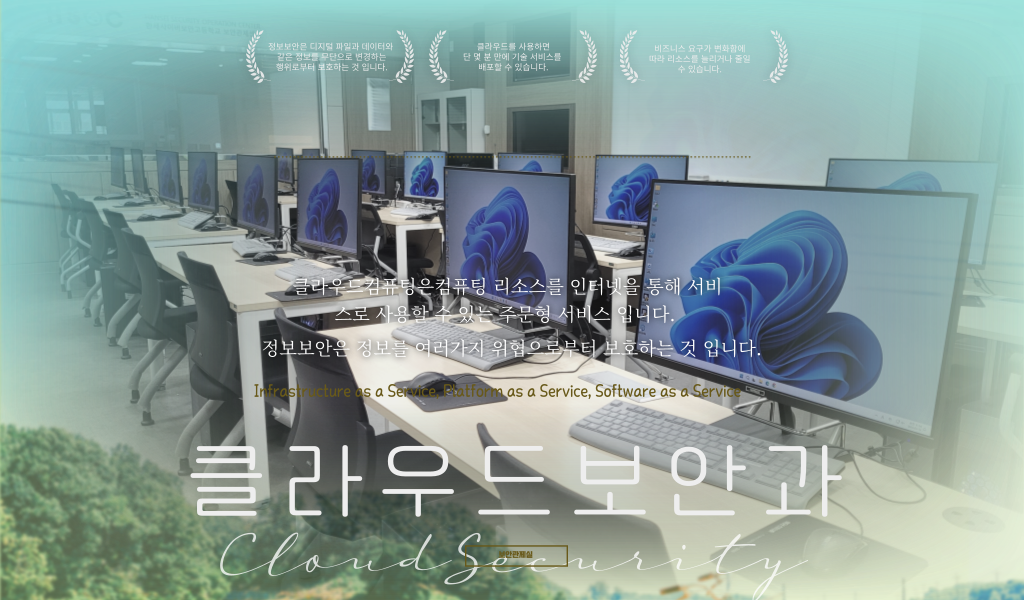 정보보안은 디지털 파일과 데이터와
같은 정보를 무단으로 변경하는
행위로부터 보호하는 것 입니다.
클라우드를 사용하면
단 몇 분 만에 기술 서비스를
배포할 수 있습니다.
비즈니스 요구가 변화함에
따라 리소스를 늘리거나 줄일
수 있습니다.
클라우드컴퓨팅은컴퓨팅 리소스를 인터넷을 통해 서비
스로 사용할 수 있는 주문형 서비스 입니다.
정보보안은 정보를 여러가지 위협으로부터 보호하는 것 입니다.
Infrastructure as a Service, Platform as a Service, Software as a Service
클라우드보안과
Cloud Security
보안관제실